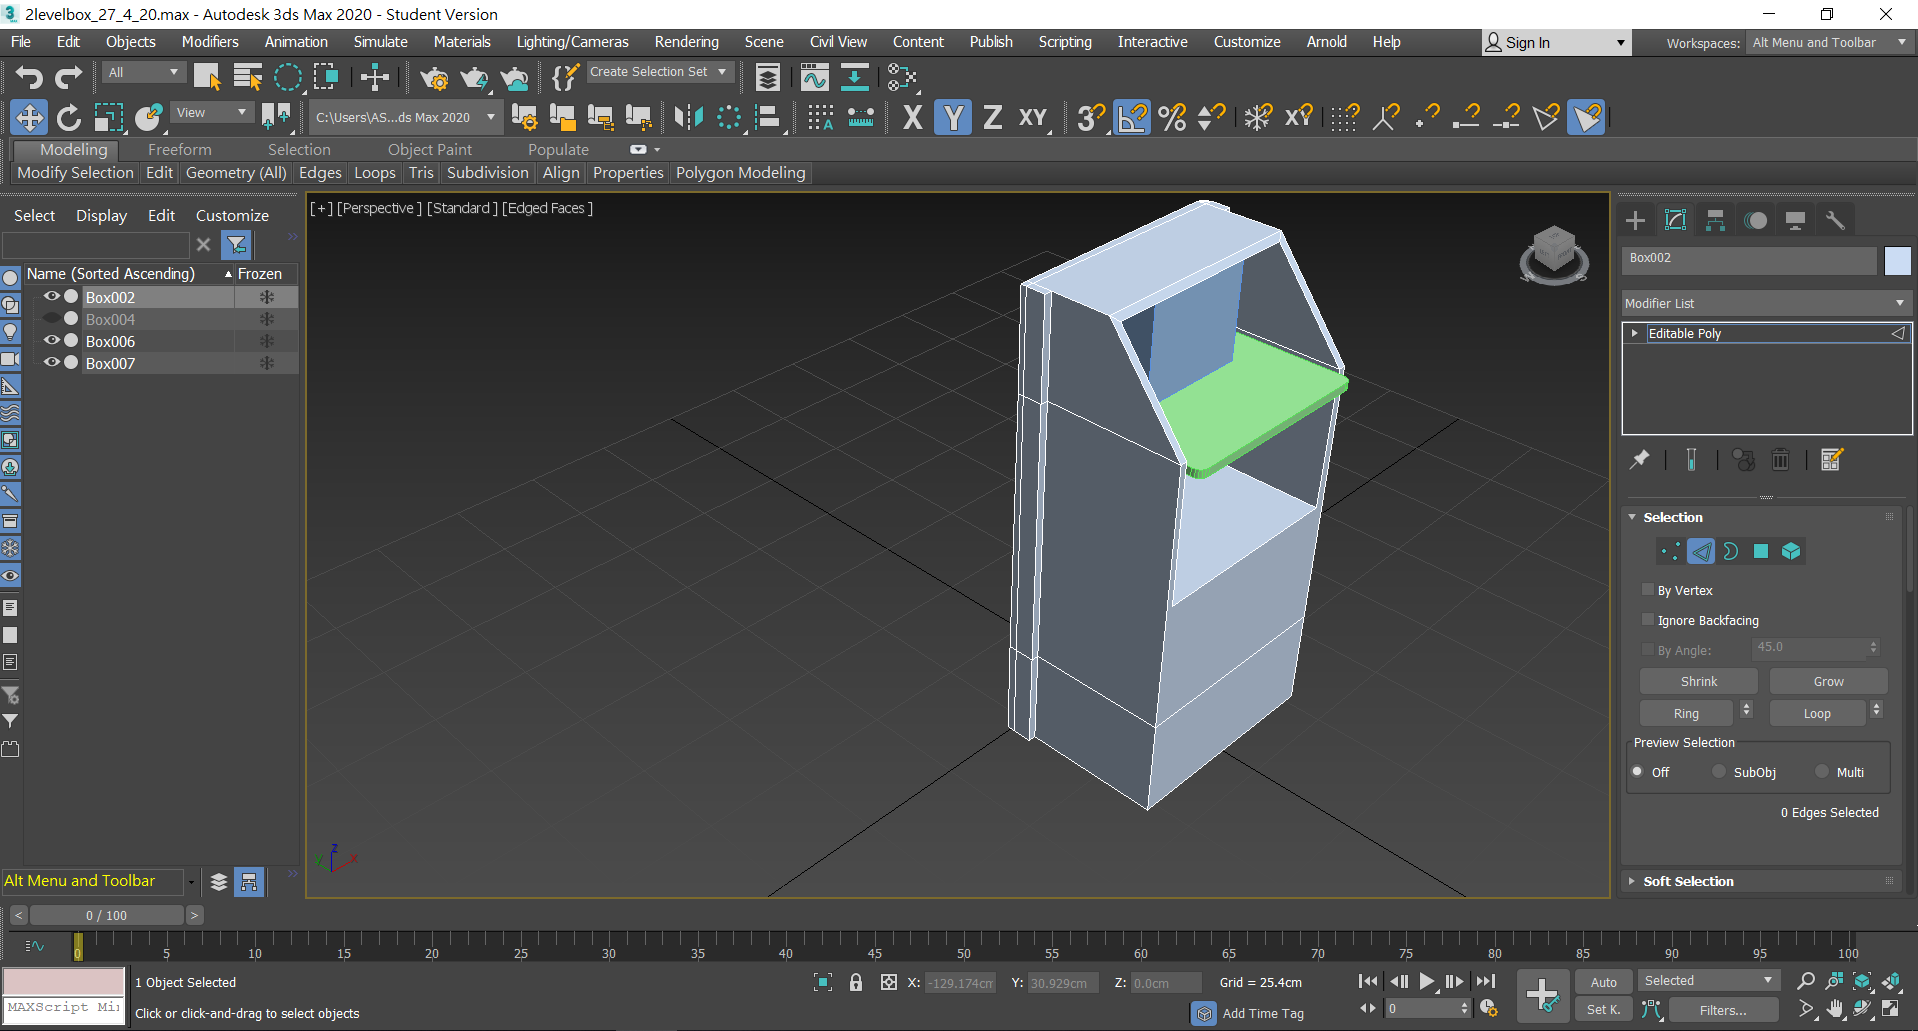 2levelbox_27_4_20.max - Autodesk 3ds Max 2020 - Student Version
File Edit Objects Modifiers Animation Simulate Materials Lighting/Cameras Rendering Scene Civil View Content Publish Scripting Interactive Customize Arnold Help Sign In Workspaces: Alt Menu and Toolbar
All Create Selection Set
View C:\Users\AS...ds Max 2020 X Y Z XY 3 % XY
Modeling Freeform Selection Object Paint Populate
Modify Selection Edit Geometry (All) Edges Loops Tris Subdivision Align Properties Polygon Modeling
Select Display Edit Customize
Name (Sorted Ascending) Frozen
Box002
Box004
Box006
Box007
Alt Menu and Toolbar
[+] [Perspective] [Standard] [Edged Faces]
z
x
Box002
Modifier List
Editable Poly
Selection
By Vertex
Ignore Backfacing
By Angle: 45.0
Shrink Grow
Ring Loop
Preview Selection
Off SubObj Multi
0 Edges Selected
Soft Selection
< 0 / 100 >
0 5 10 15 20 25 30 35 40 45 50 55 60 65 70 75 80 85 90 95 100
1 Object Selected X: -129.174cm Y: 30.929cm Z: 0.0cm Grid = 25.4cm Auto Selected
MAXScript Mi
Click or click-and-drag to select objects Add Time Tag 0 Set K. Filters...